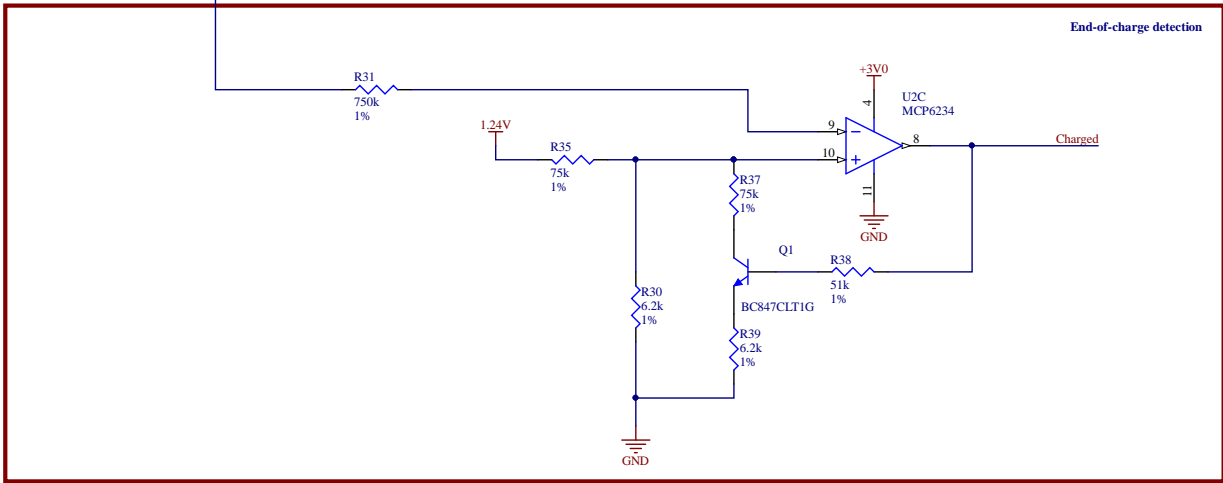 End-of-charge detection
R31
750k
1%
+3V0
4
U2C
MCP6234
9
8
Charged
1.24V
R35
75k
1%
10
11
GND
R37
75k
1%
Q1
BC847CLT1G
R38
51k
1%
R30
6.2k
1%
R39
6.2k
1%
GND